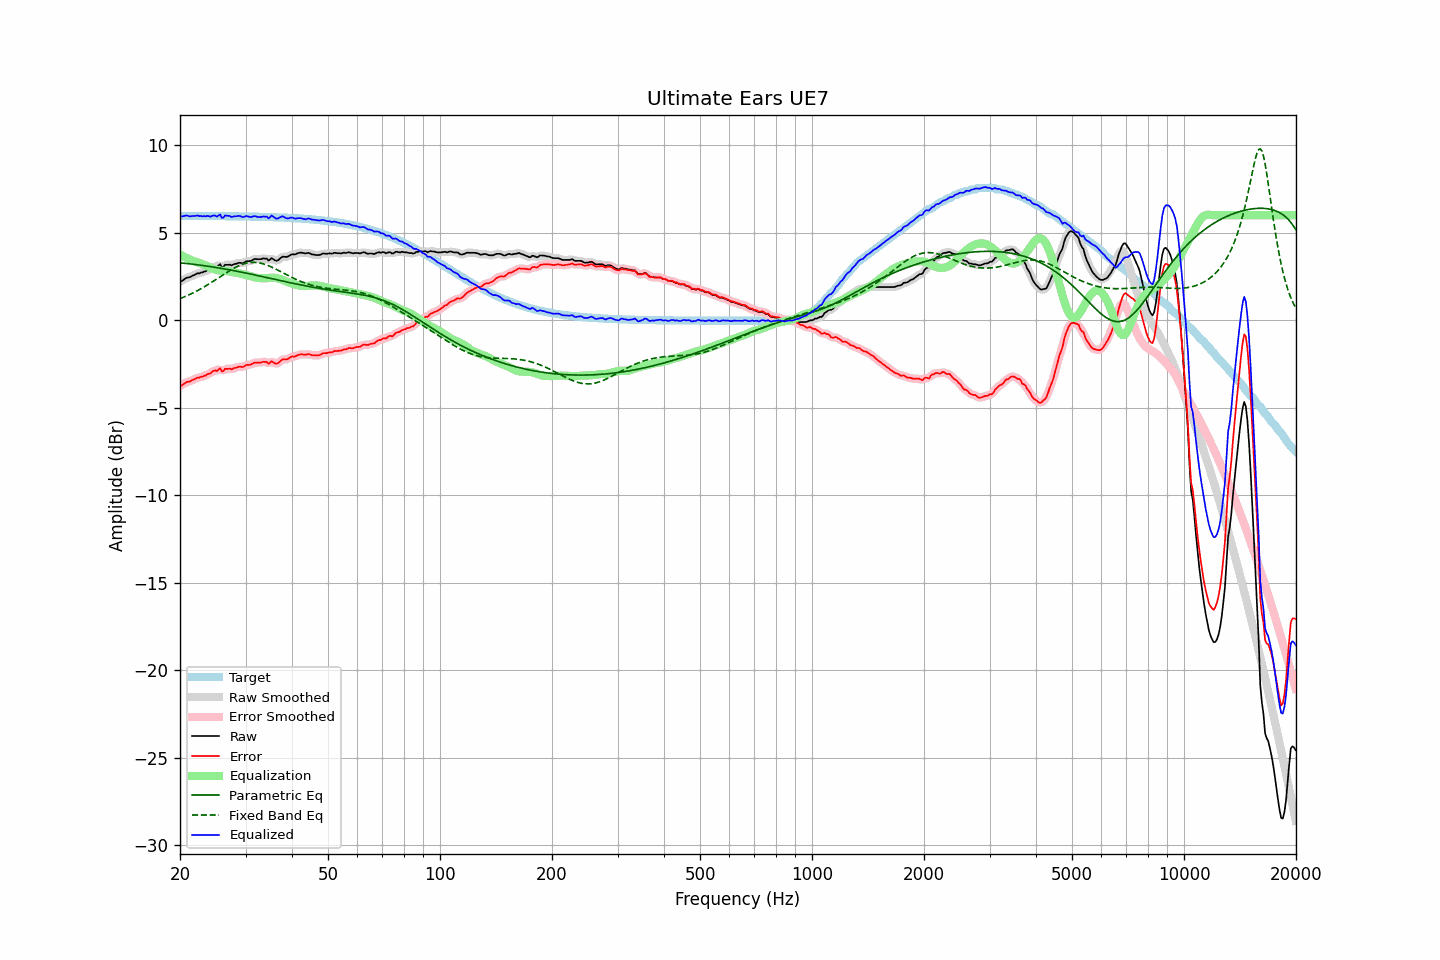 Ultimate Ears UE7
10
5
0
−5
−10
−15
−20
−25
−30
Amplitude (dBr)
Target
Raw Smoothed
Error Smoothed
Raw
Error
Equalization
Parametric Eq
Fixed Band Eq
Equalized
20 50 100 200 500 1000 2000 5000 10000 20000
Frequency (Hz)